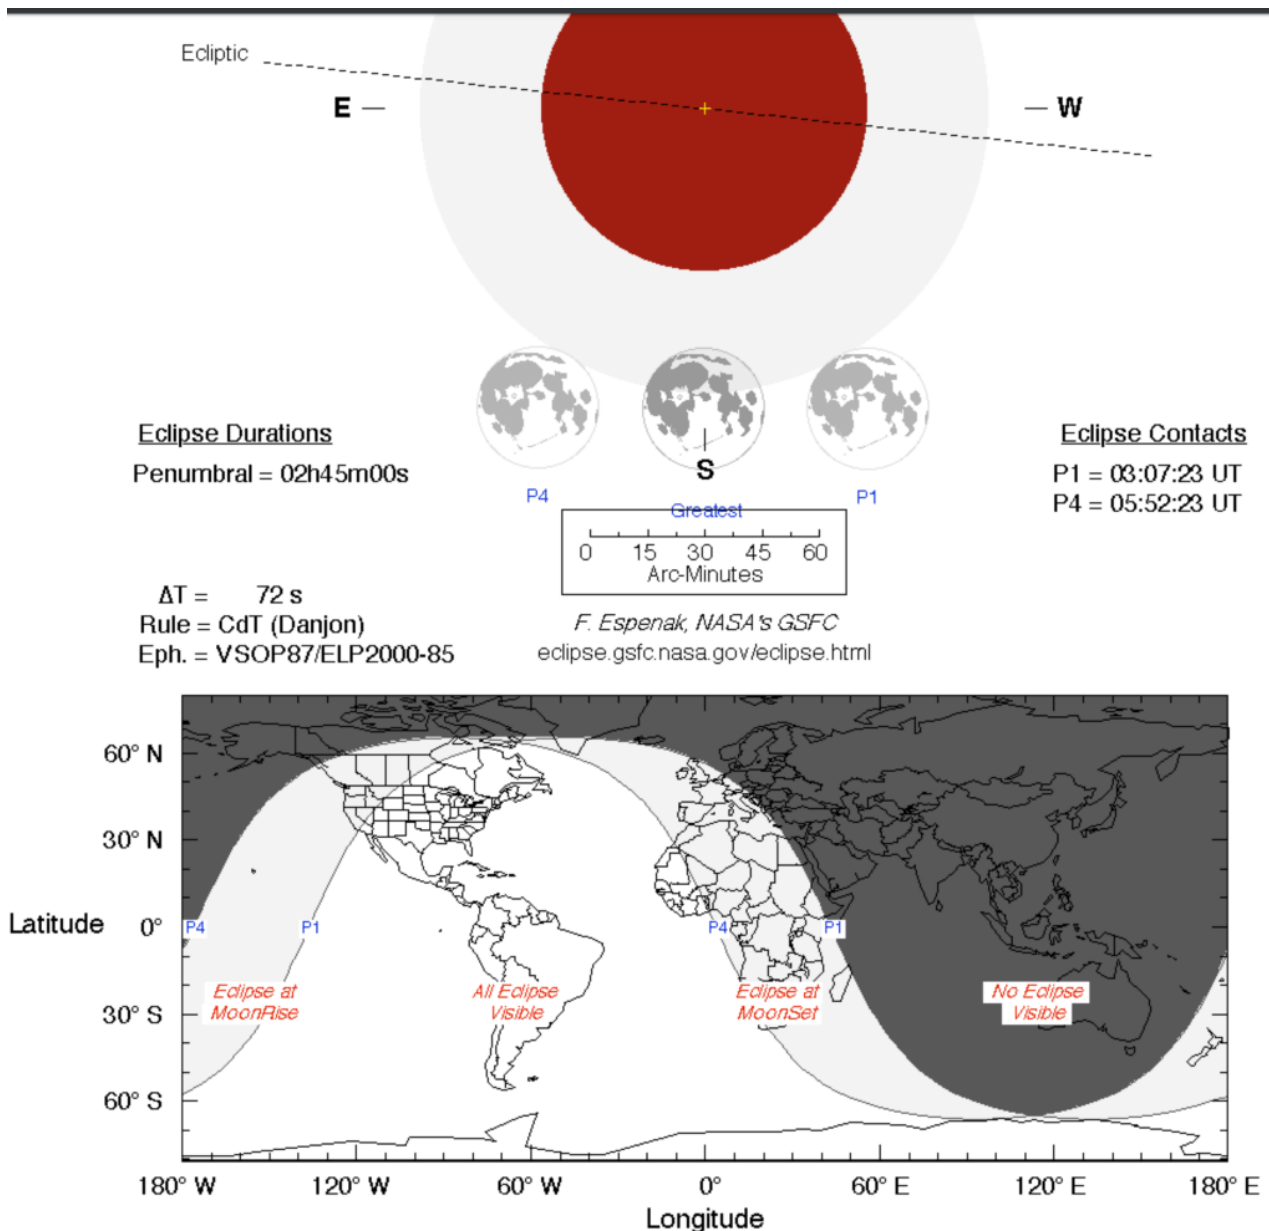 Ecliptic
E
W
Eclipse Durations
Penumbral = 02h45m00s
Eclipse Contacts
P1 = 03:07:23 UT
P4 = 05:52:23 UT
S
P4
P1
Greatest
0 15 30 45 60
Arc-Minutes
ΔT = 72 s
Rule = CdT (Danjon)
Eph. = VSOP87/ELP2000-85
F. Espenak, NASA's GSFC
eclipse.gsfc.nasa.gov/eclipse.html
60° N
30° N
Latitude
0°
30° S
60° S
P4
P1
P4
P1
Eclipse at
MoonRise
All Eclipse
Visible
Eclipse at
MoonSet
No Eclipse
Visible
180° W 120° W 60° W 0° 60° E 120° E 180° E
Longitude